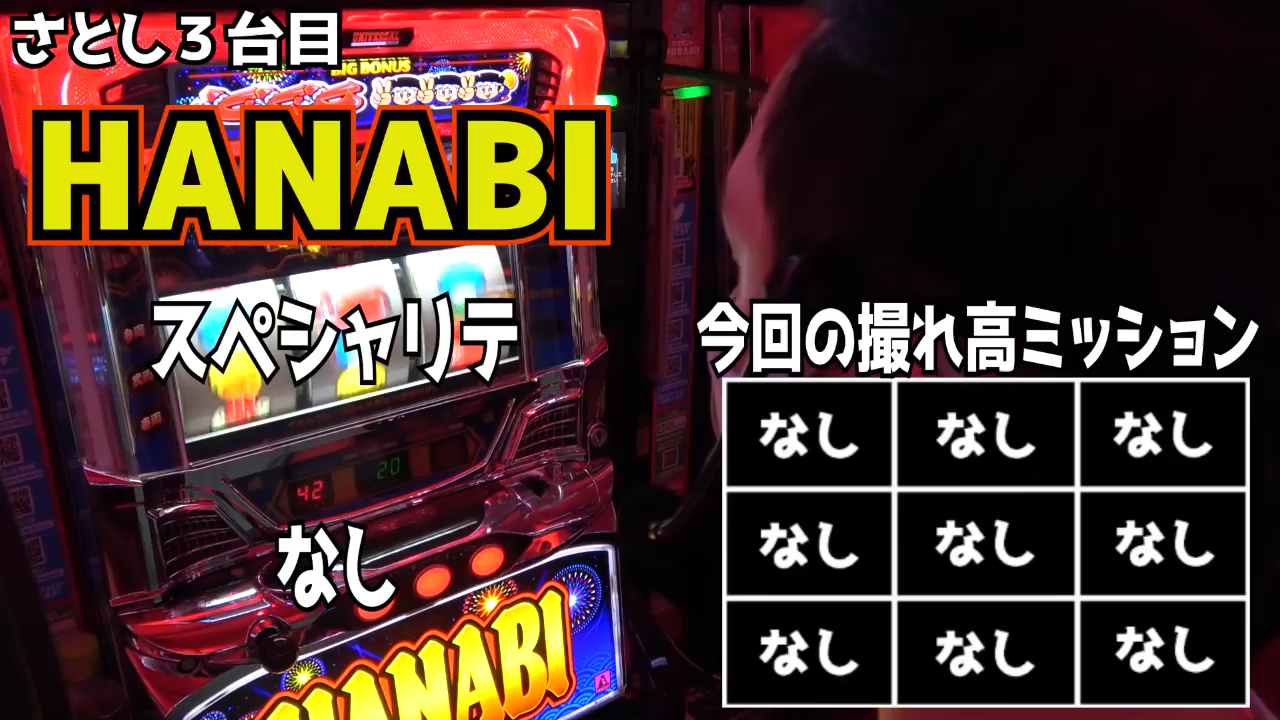 さとし3台目
UNIVERSAL
BIG BONUS
HANABI
スペシャリテ
今回の撮れ高ミッション
なし なし なし
なし なし なし
なし なし なし
20
42
なし
HANABI